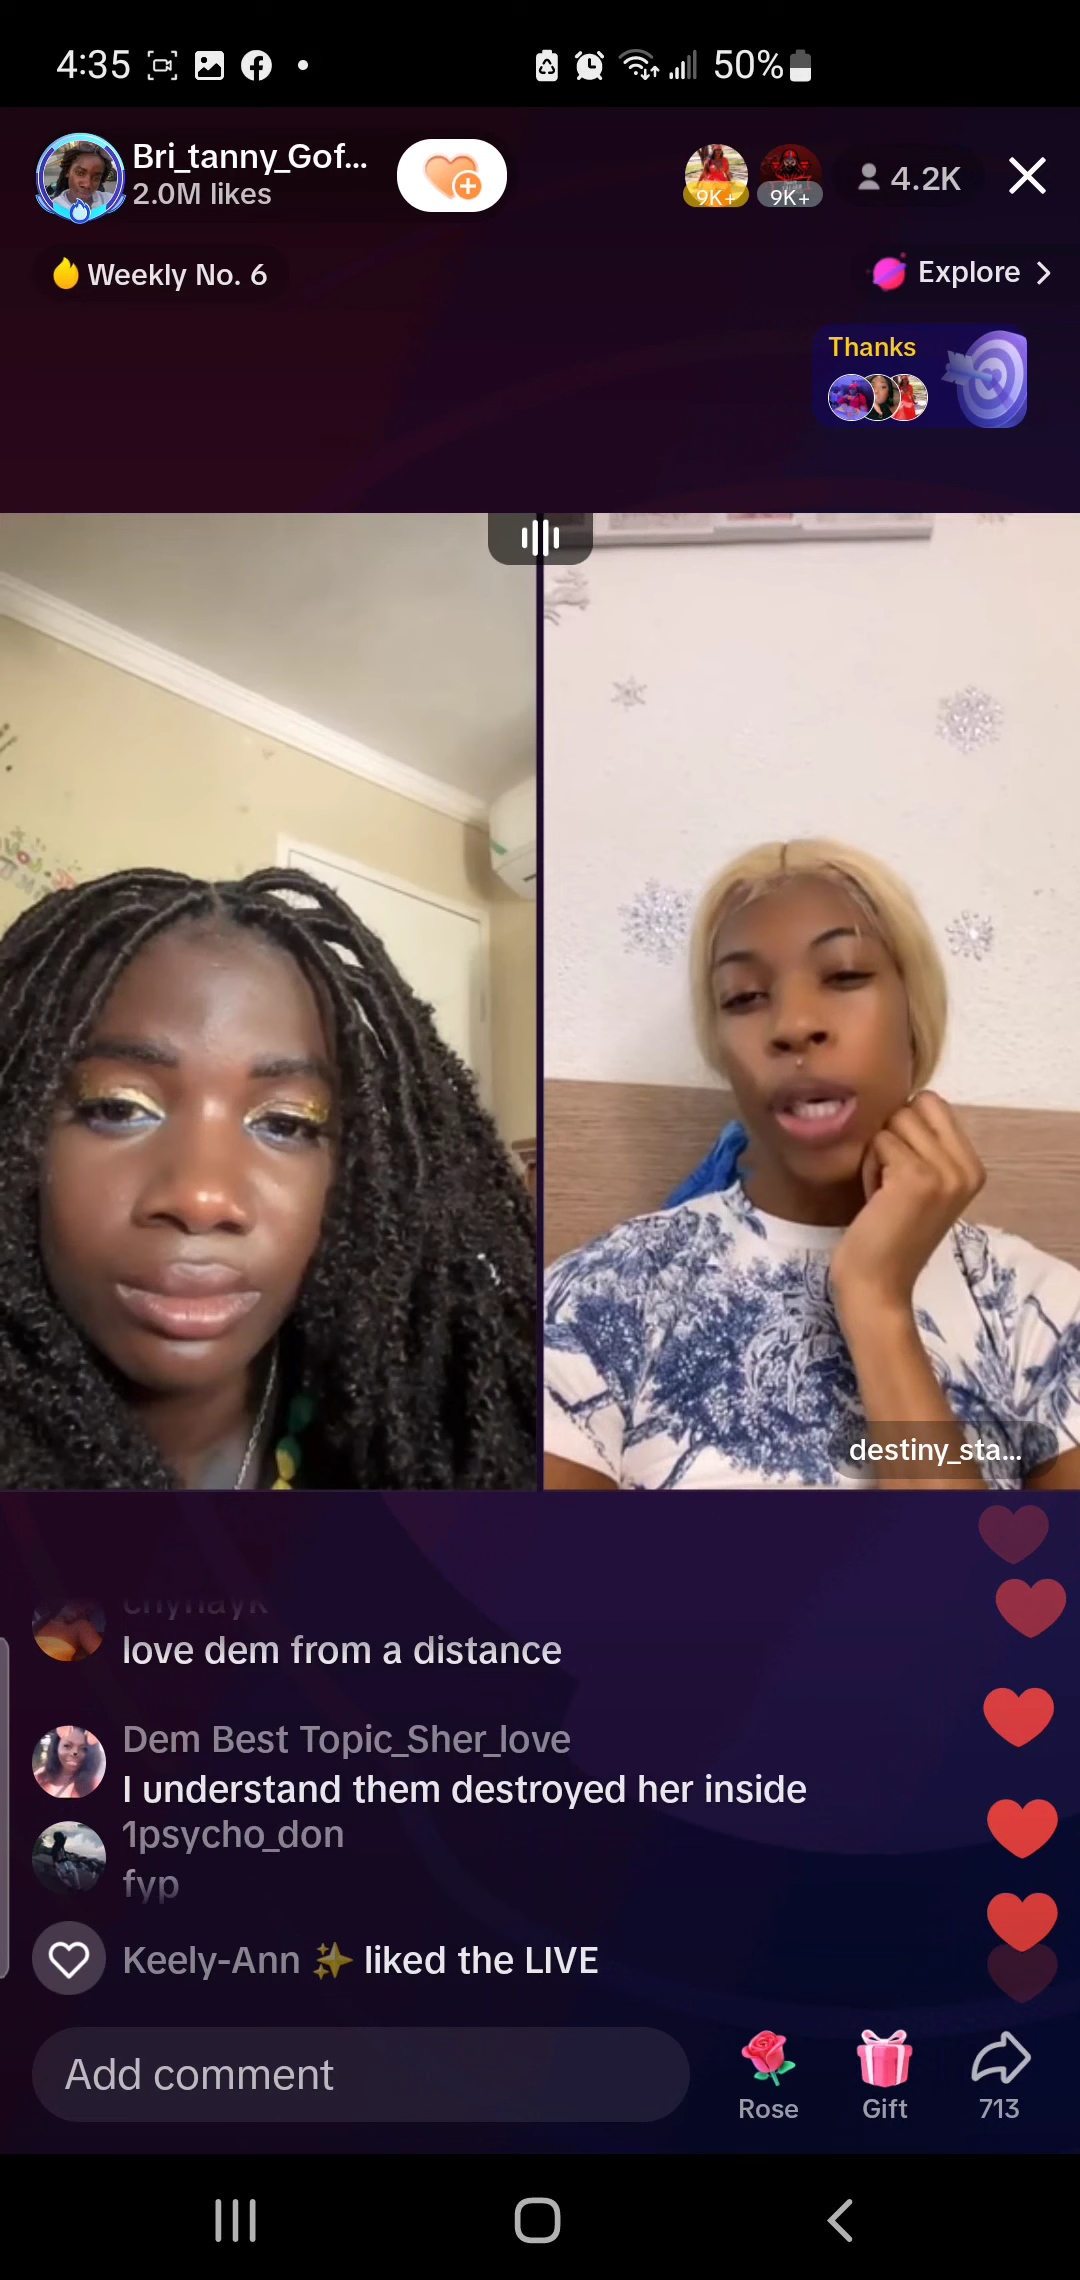 4:35
50%
Bri_tanny_Gof...
2.0M likes
9K+
9K+
4.2K
Weekly No. 6
Explore
Thanks
destiny_sta...
chynayk
love dem from a distance
Dem Best Topic_Sher_love
I understand them destroyed her inside
1psycho_don
fyp
Keely-Ann ✨ liked the LIVE
Add comment
Rose
Gift
713